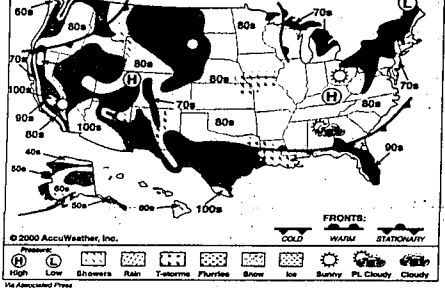 60s
70s
L
80s
80s
80s
70s
80s
H
80s
80s
H
70s
100s
70s
80s
90s
80s
100s
80s
90s
40s
50s
60s
50s
80s
100s
FRONTS:
COLD WARM STATIONARY
© 2000 AccuWeather, Inc.
Pressure:
H L
High Low Showers Rain T-storms Flurries Snow Ice Sunny Pt. Cloudy Cloudy
Via Associated Press